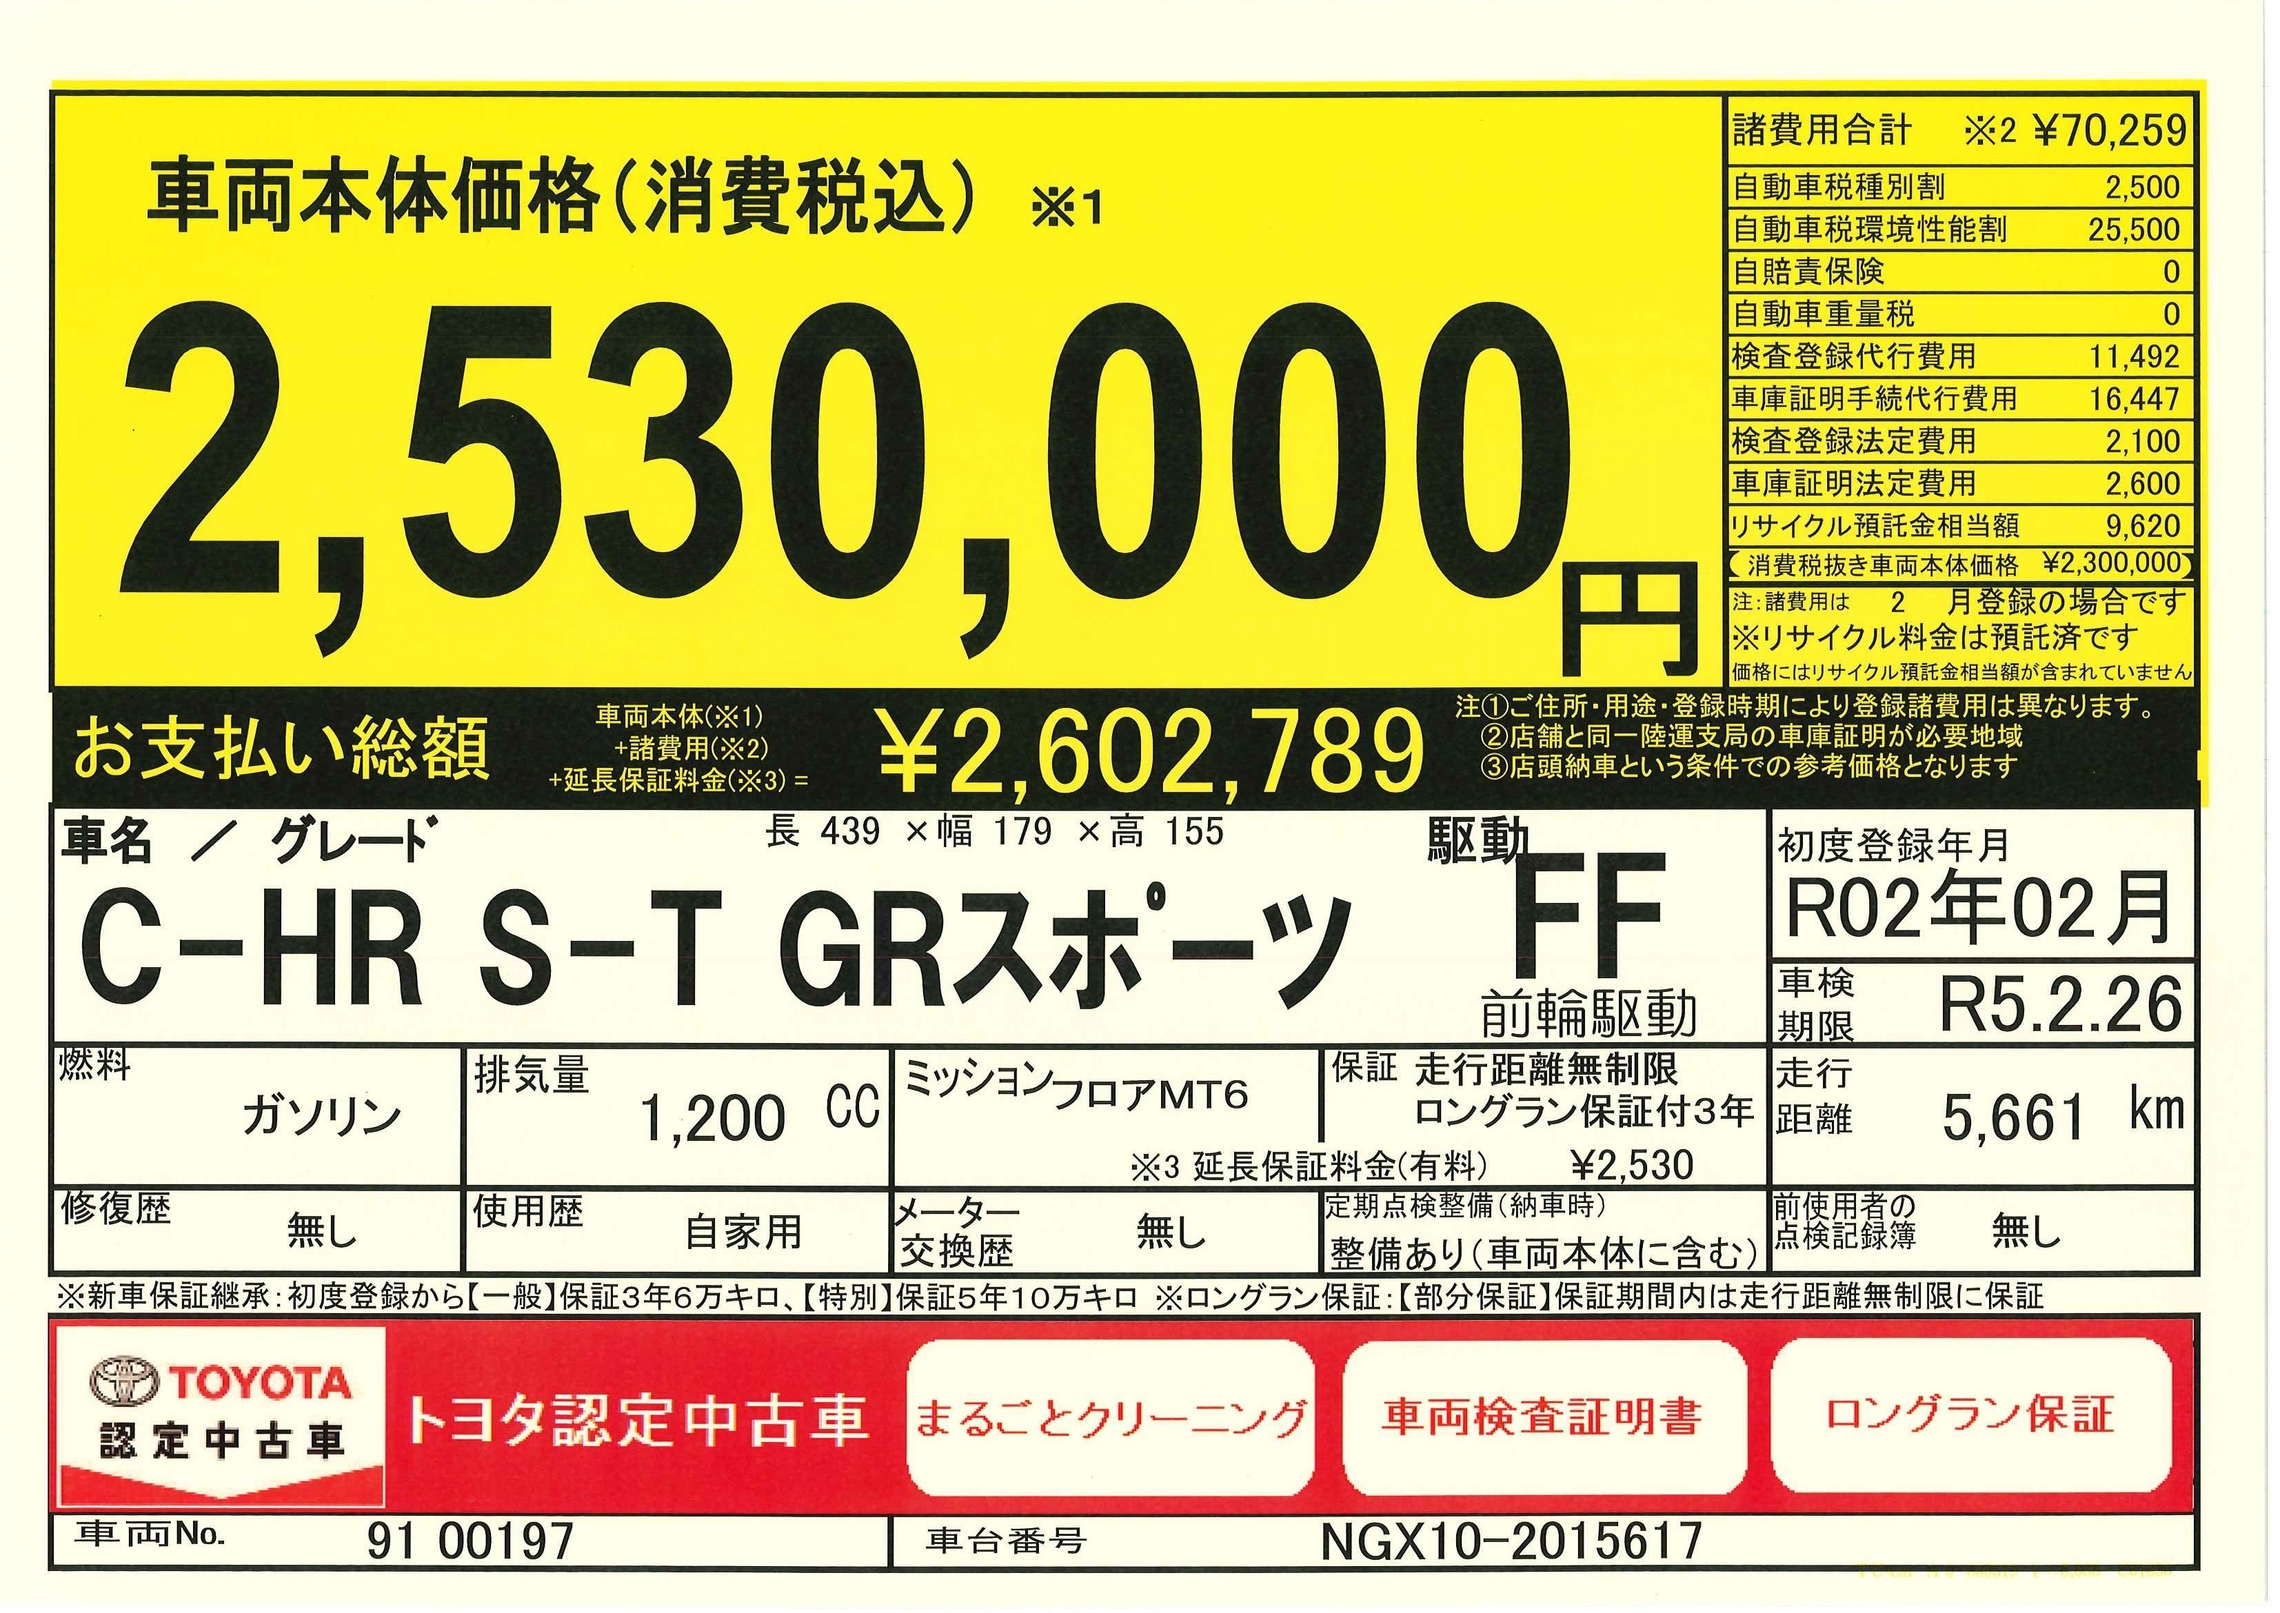 車両本体価格(消費税込) ※1
2,530,000円
諸費用合計 ※2 ¥70,259
自動車税種別割 2,500
自動車税環境性能割 25,500
自賠責保険 0
自動車重量税 0
検査登録代行費用 11,492
車庫証明手続代行費用 16,447
検査登録法定費用 2,100
車庫証明法定費用 2,600
リサイクル預託金相当額 9,620
(消費税抜き車両本体価格 ¥2,300,000)
注:諸費用は 2 月登録の場合です
※リサイクル料金は預託済です
価格にはリサイクル預託金相当額が含まれていません
お支払い総額
車両本体(※1)
+諸費用(※2)
+延長保証料金(※3)=
¥2,602,789
注①ご住所・用途・登録時期により登録諸費用は異なります。
②店舗と同一陸運支局の車庫証明が必要地域
③店頭納車という条件での参考価格となります
車名 / グレード 長 439 ×幅 179 ×高 155
C-HR S-T GRスポーツ
駆動
FF
前輪駆動
初度登録年月
R02年02月
車検期限 R5.2.26
燃料 ガソリン
排気量 1,200 CC
ミッション フロアMT6
保証 走行距離無制限
ロングラン保証付3年
※3 延長保証料金(有料) ¥2,530
走行距離 5,661 km
修復歴 無し
使用歴 自家用
メーター交換歴 無し
定期点検整備(納車時)
整備あり(車両本体に含む)
前使用者の点検記録簿 無し
※新車保証継承:初度登録から【一般】保証3年6万キロ、【特別】保証5年10万キロ ※ロングラン保証:【部分保証】保証期間内は走行距離無制限に保証
TOYOTA
認定中古車
トヨタ認定中古車
まるごとクリーニング
車両検査証明書
ロングラン保証
車両No. 91 00197
車台番号 NGX10-2015617